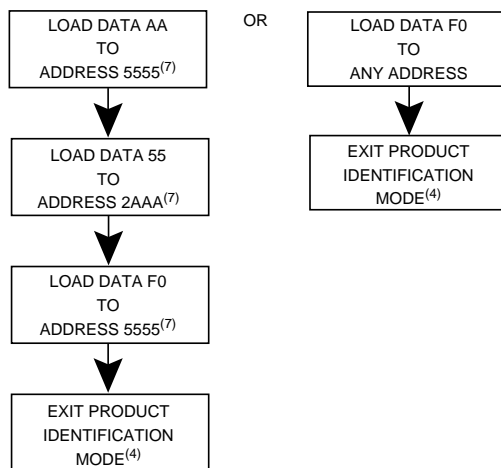 LOAD DATA AA
TO
ADDRESS 5555(7)
LOAD DATA 55
TO
ADDRESS 2AAA(7)
LOAD DATA F0
TO
ADDRESS 5555(7)
EXIT PRODUCT
IDENTIFICATION
MODE(4)
OR
LOAD DATA F0
TO
ANY ADDRESS
EXIT PRODUCT
IDENTIFICATION
MODE(4)